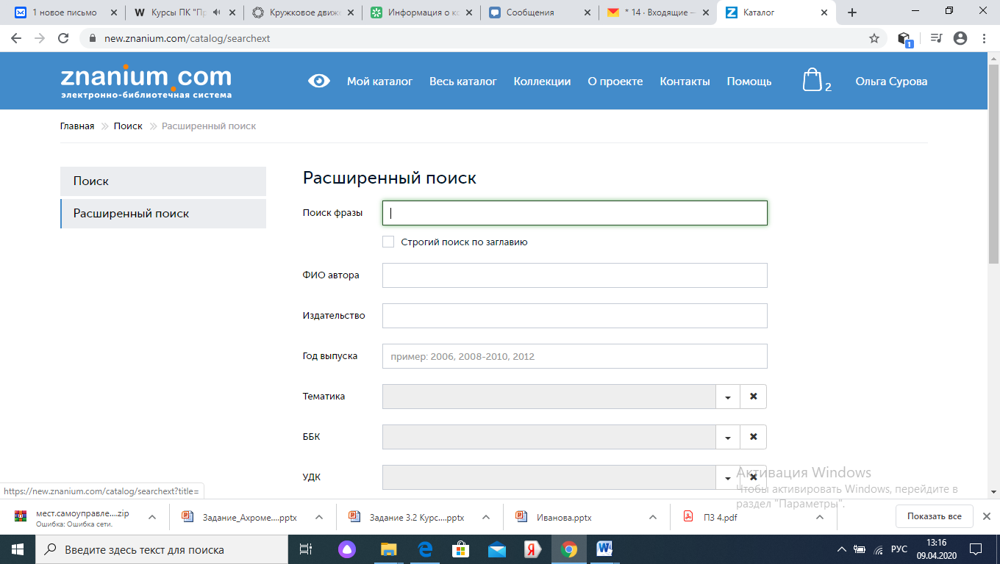 1 новое письмо
Курсы ПК "Пр
Кружковое движ
Информация о ко
Сообщения
* 14 · Входящие —
Каталог
new.znanium.com/catalog/searchext
1
znanium.com
электронно-библиотечная система
Мой каталог
Весь каталог
Коллекции
О проекте
Контакты
Помощь
2
Ольга Сурова
Главная
Поиск
Расширенный поиск
Поиск
Расширенный поиск
Расширенный поиск
Поиск фразы
Строгий поиск по заглавию
ФИО автора
Издательство
Год выпуска
пример: 2006, 2008-2010, 2012
Тематика
ББК
УДК
Активация Windows
Чтобы активировать Windows, перейдите в
раздел "Параметры".
https://new.znanium.com/catalog/searchext?title=
мест.самоуправле....zip
Ошибка: Ошибка сети.
Задание_Ахроме....pptx
Задание 3.2 Курс....pptx
Иванова.pptx
ПЗ 4.pdf
Показать все
Введите здесь текст для поиска
РУС
13:16
09.04.2020